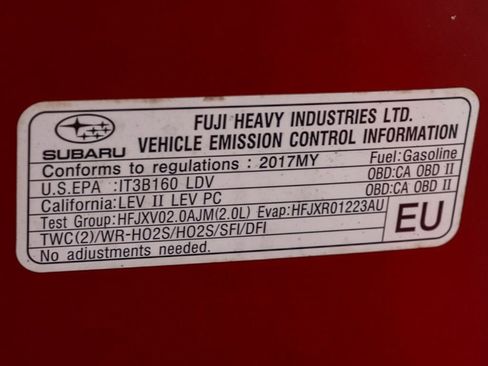 FUJI HEAVY INDUSTRIES LTD.
SUBARU VEHICLE EMISSION CONTROL INFORMATION
Conforms to regulations : 2017MY Fuel:Gasoline
U.S.EPA :IT3B160 LDV OBD:CA OBD II
California:LEV II LEV PC OBD:CA OBD II
Test Group:HFJXV02.0AJM(2.0L) Evap:HFJXR01223AU
TWC(2)/WR-HO2S/HO2S/SFI/DFI
No adjustments needed.
EU